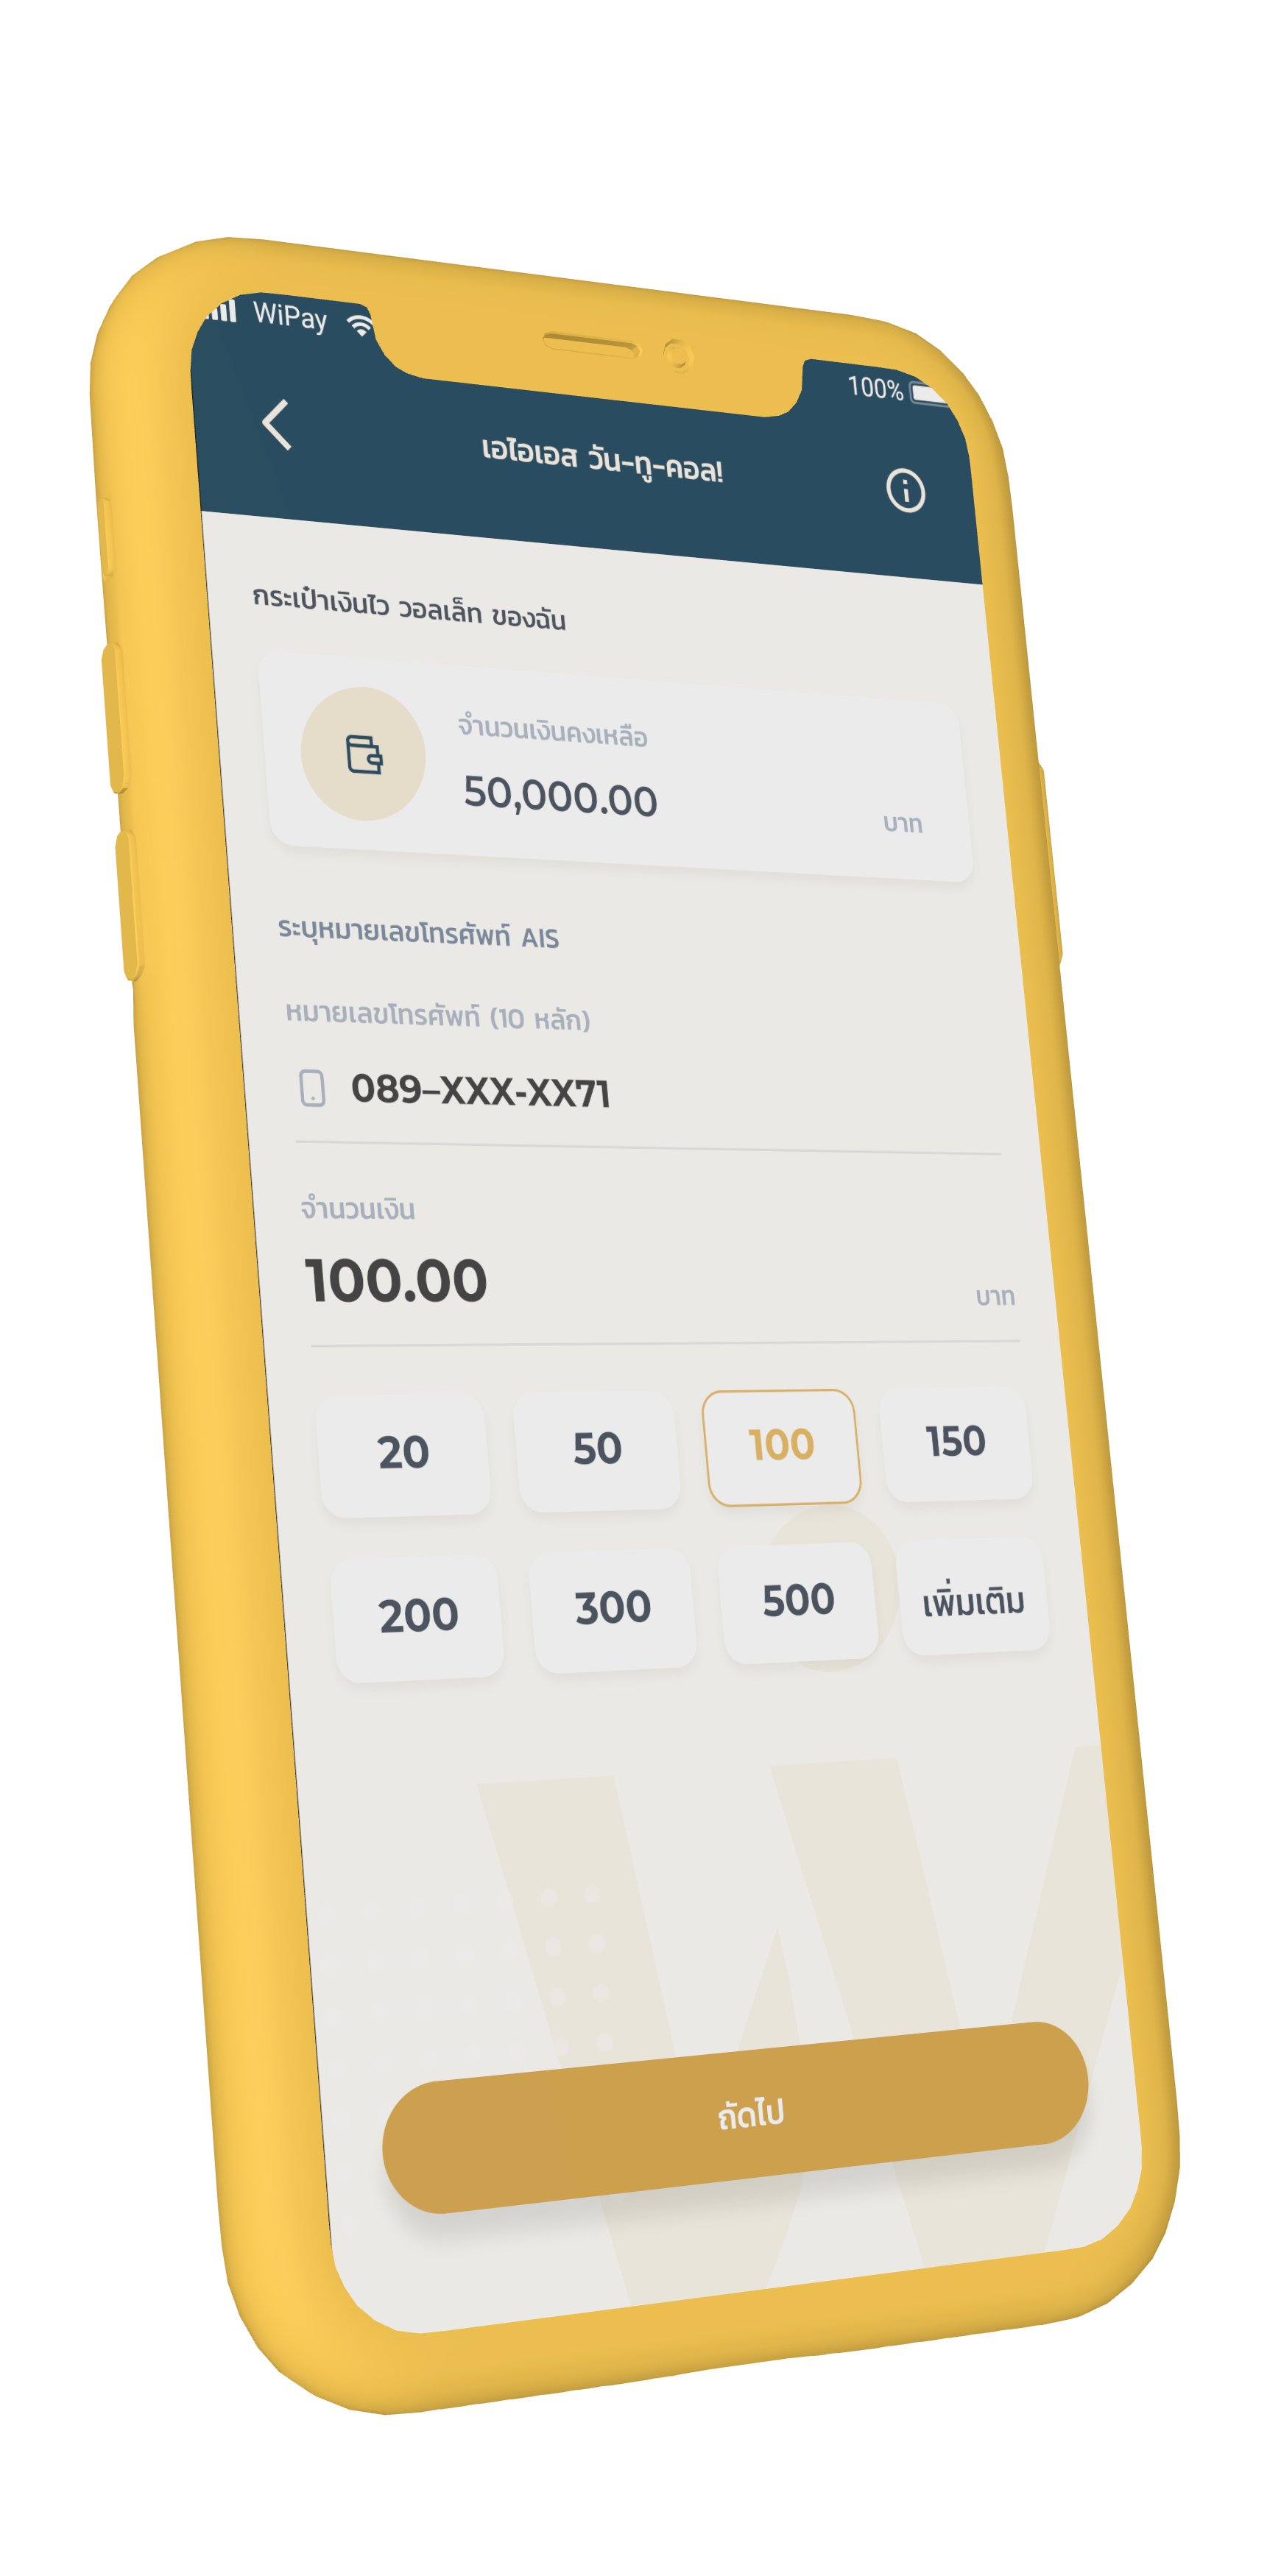 WiPay
100%
เอไอเอส วัน-ทู-คอล!
กระเป๋าเงินไว วอลเล็ท ของฉัน
จำนวนเงินคงเหลือ
50,000.00
บาท
ระบุหมายเลขโทรศัพท์ AIS
หมายเลขโทรศัพท์ (10 หลัก)
089–XXX-XX71
จำนวนเงิน
100.00
บาท
20 50 100 150
200 300 500 เพิ่มเติม
ถัดไป